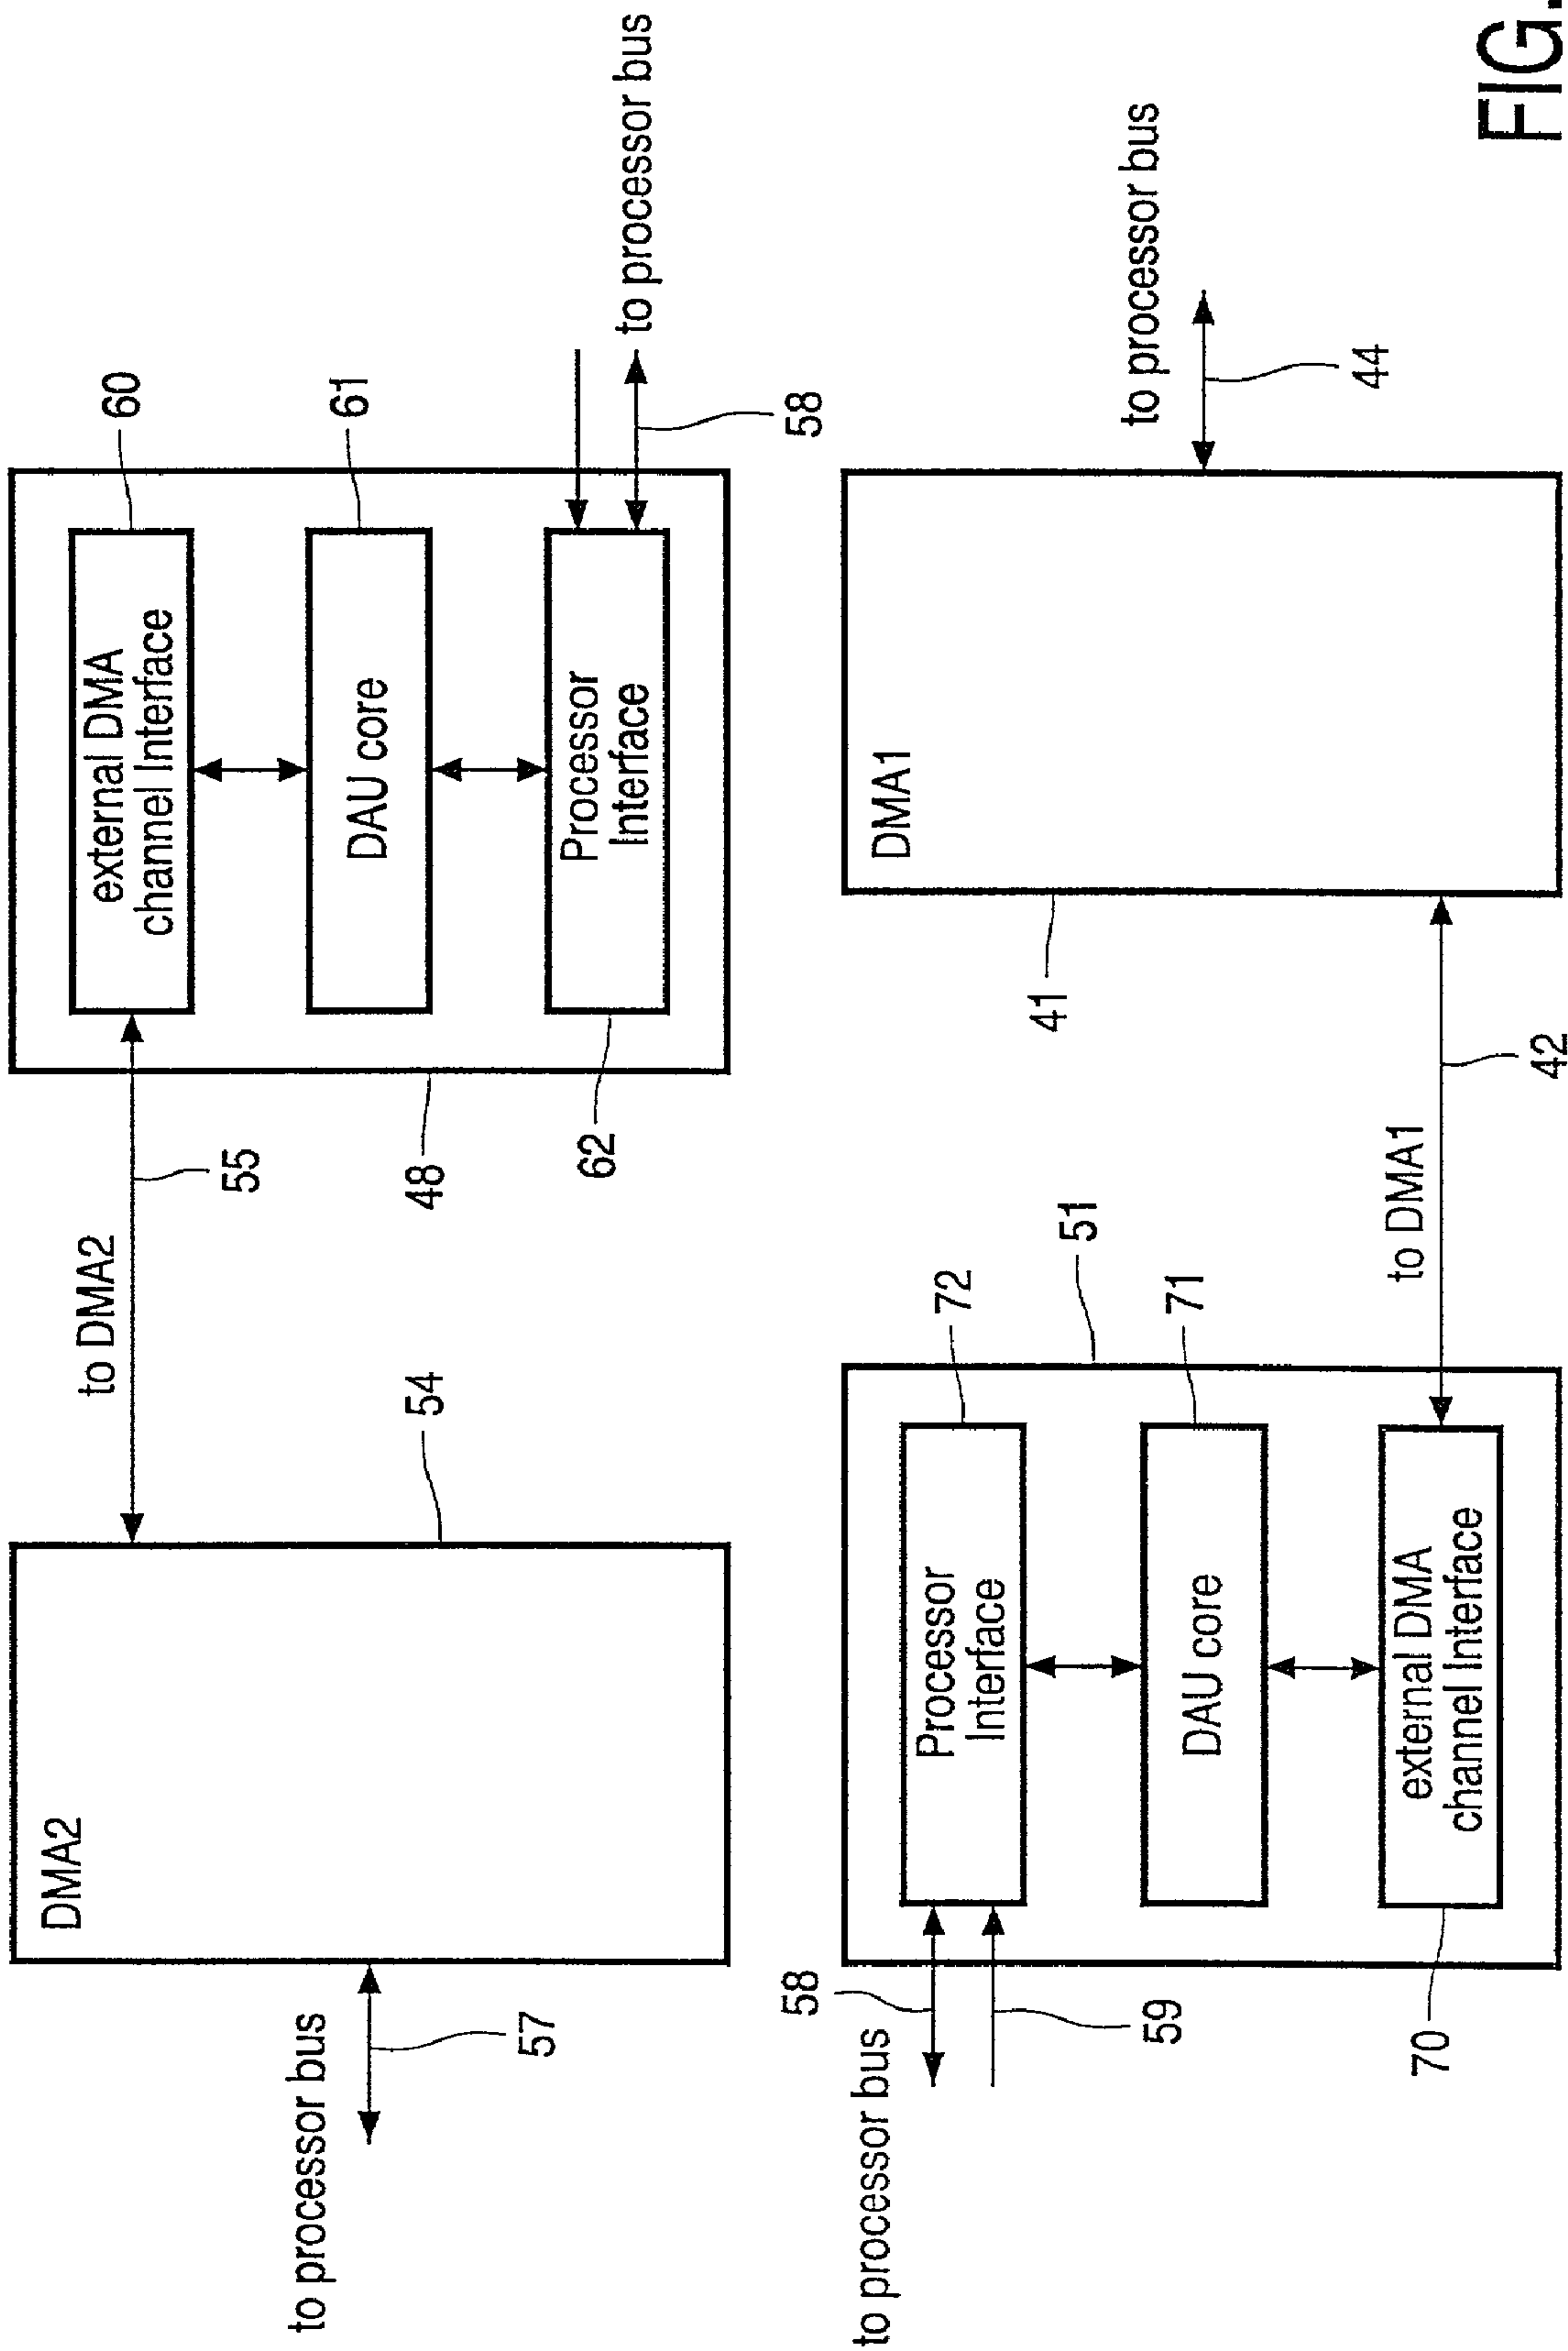 DMA2
to processor bus
57
54
to DMA2
55
48
external DMA
channel Interface
60
DAU core
61
Processor
Interface
62
58
to processor bus
to processor bus
58
59
Processor
Interface
72
51
DAU core
71
external DMA
channel Interface
70
to DMA1
42
DMA1
41
to processor bus
44
FIG.